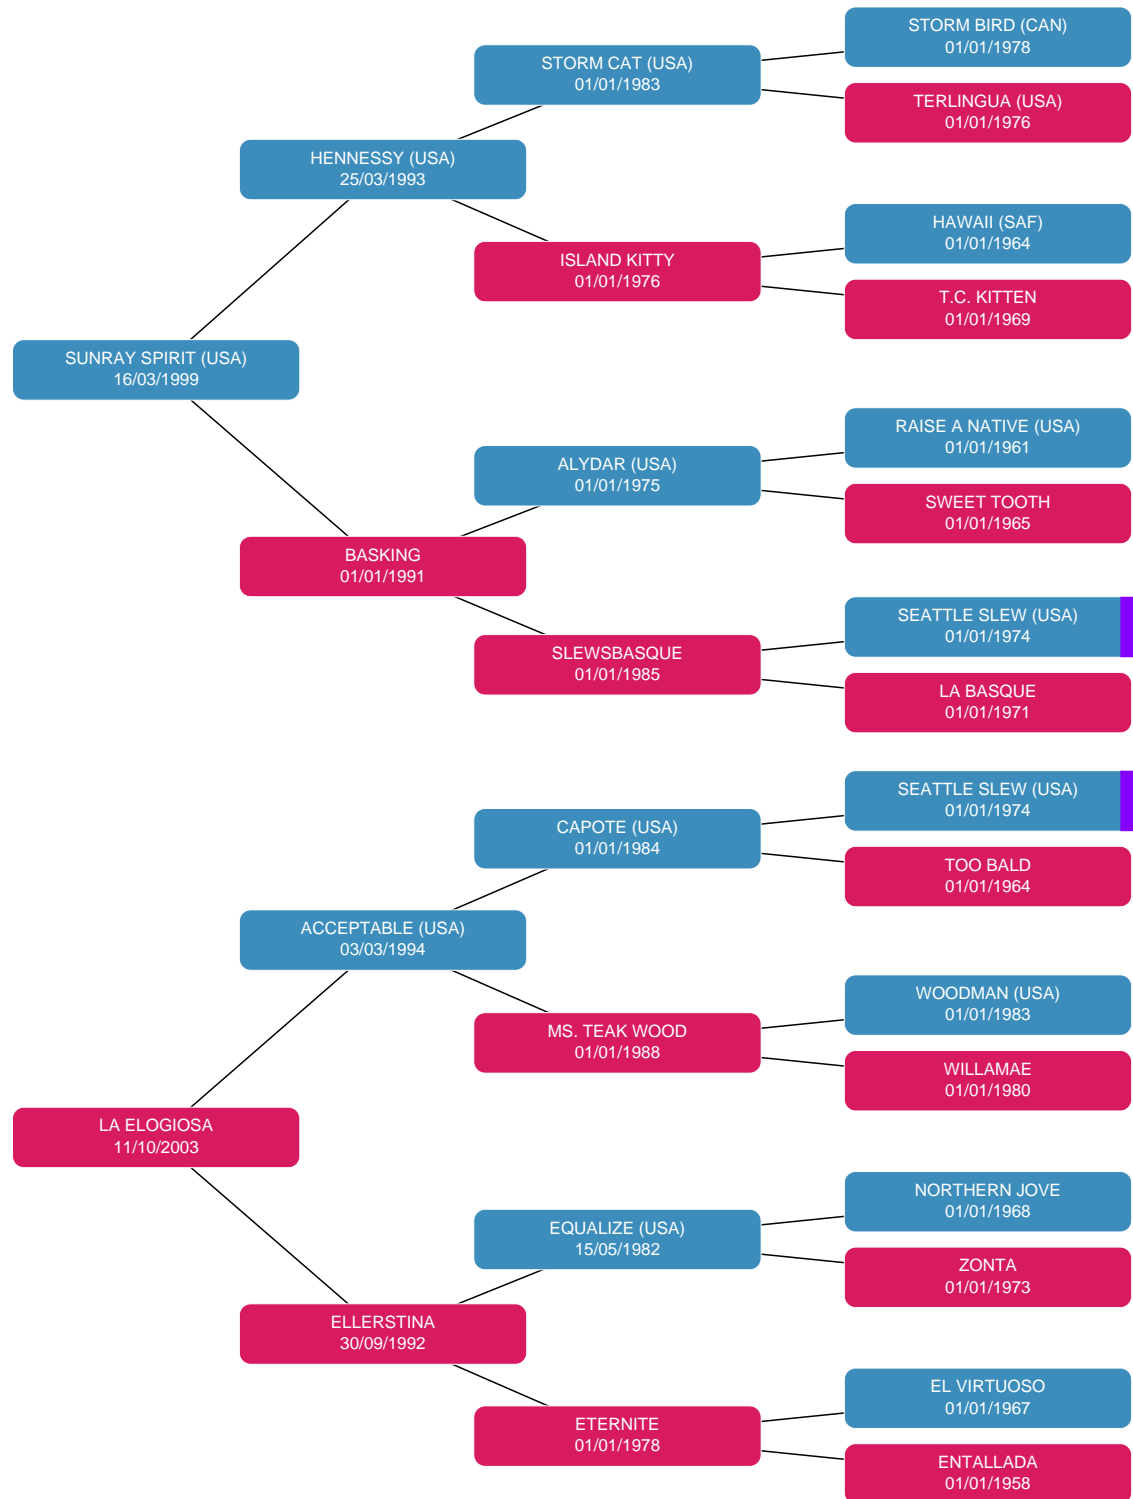 STORM BIRD (CAN)
01/01/1978
STORM CAT (USA)
01/01/1983
TERLINGUA (USA)
01/01/1976
HENNESSY (USA)
25/03/1993
HAWAII (SAF)
01/01/1964
ISLAND KITTY
01/01/1976
T.C. KITTEN
01/01/1969
SUNRAY SPIRIT (USA)
16/03/1999
RAISE A NATIVE (USA)
01/01/1961
ALYDAR (USA)
01/01/1975
SWEET TOOTH
01/01/1965
BASKING
01/01/1991
SEATTLE SLEW (USA)
01/01/1974
SLEWSBASQUE
01/01/1985
LA BASQUE
01/01/1971
SEATTLE SLEW (USA)
01/01/1974
CAPOTE (USA)
01/01/1984
TOO BALD
01/01/1964
ACCEPTABLE (USA)
03/03/1994
WOODMAN (USA)
01/01/1983
MS. TEAK WOOD
01/01/1988
WILLAMAE
01/01/1980
LA ELOGIOSA
11/10/2003
NORTHERN JOVE
01/01/1968
EQUALIZE (USA)
15/05/1982
ZONTA
01/01/1973
ELLERSTINA
30/09/1992
EL VIRTUOSO
01/01/1967
ETERNITE
01/01/1978
ENTALLADA
01/01/1958